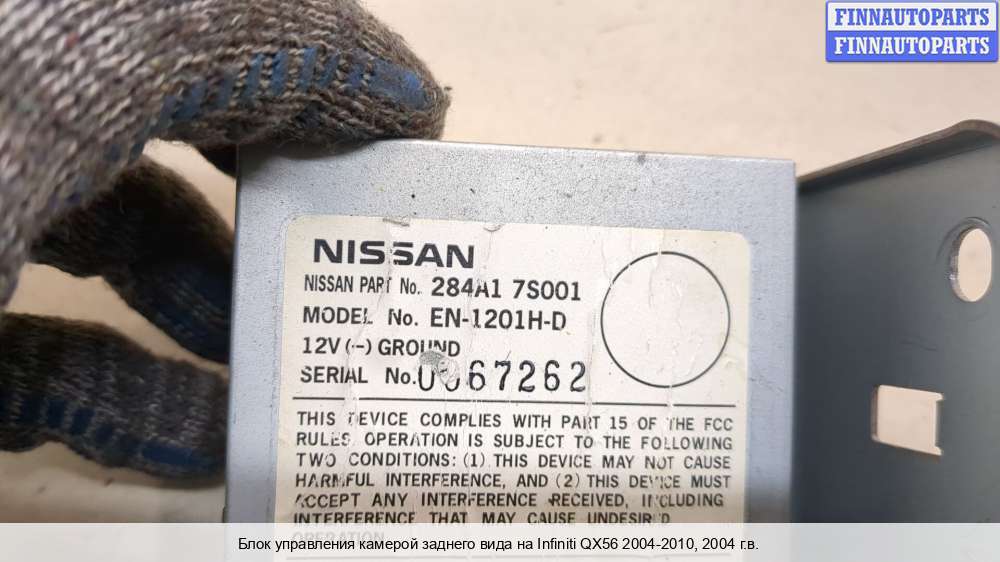 FINNAUTOPARTS
FINNAUTOPARTS
NISSAN
NISSAN PART No. 284A1 7S001
MODEL No. EN-1201H-D
12V (-) GROUND
SERIAL No. 0067262
THIS DEVICE COMPLIES WITH PART 15 OF THE FCC
RULES. OPERATION IS SUBJECT TO THE FOLLOWING
TWO CONDITIONS: (1) THIS DEVICE MAY NOT CAUSE
HARMFUL INTERFERENCE, AND (2) THIS DEVICE MUST
ACCEPT ANY INTERFERENCE RECEIVED, INCLUDING
INTERFERENCE THAT MAY CAUSE UNDESIRED
OPERATION.
Блок управления камерой заднего вида на Infiniti QX56 2004-2010, 2004 г.в.